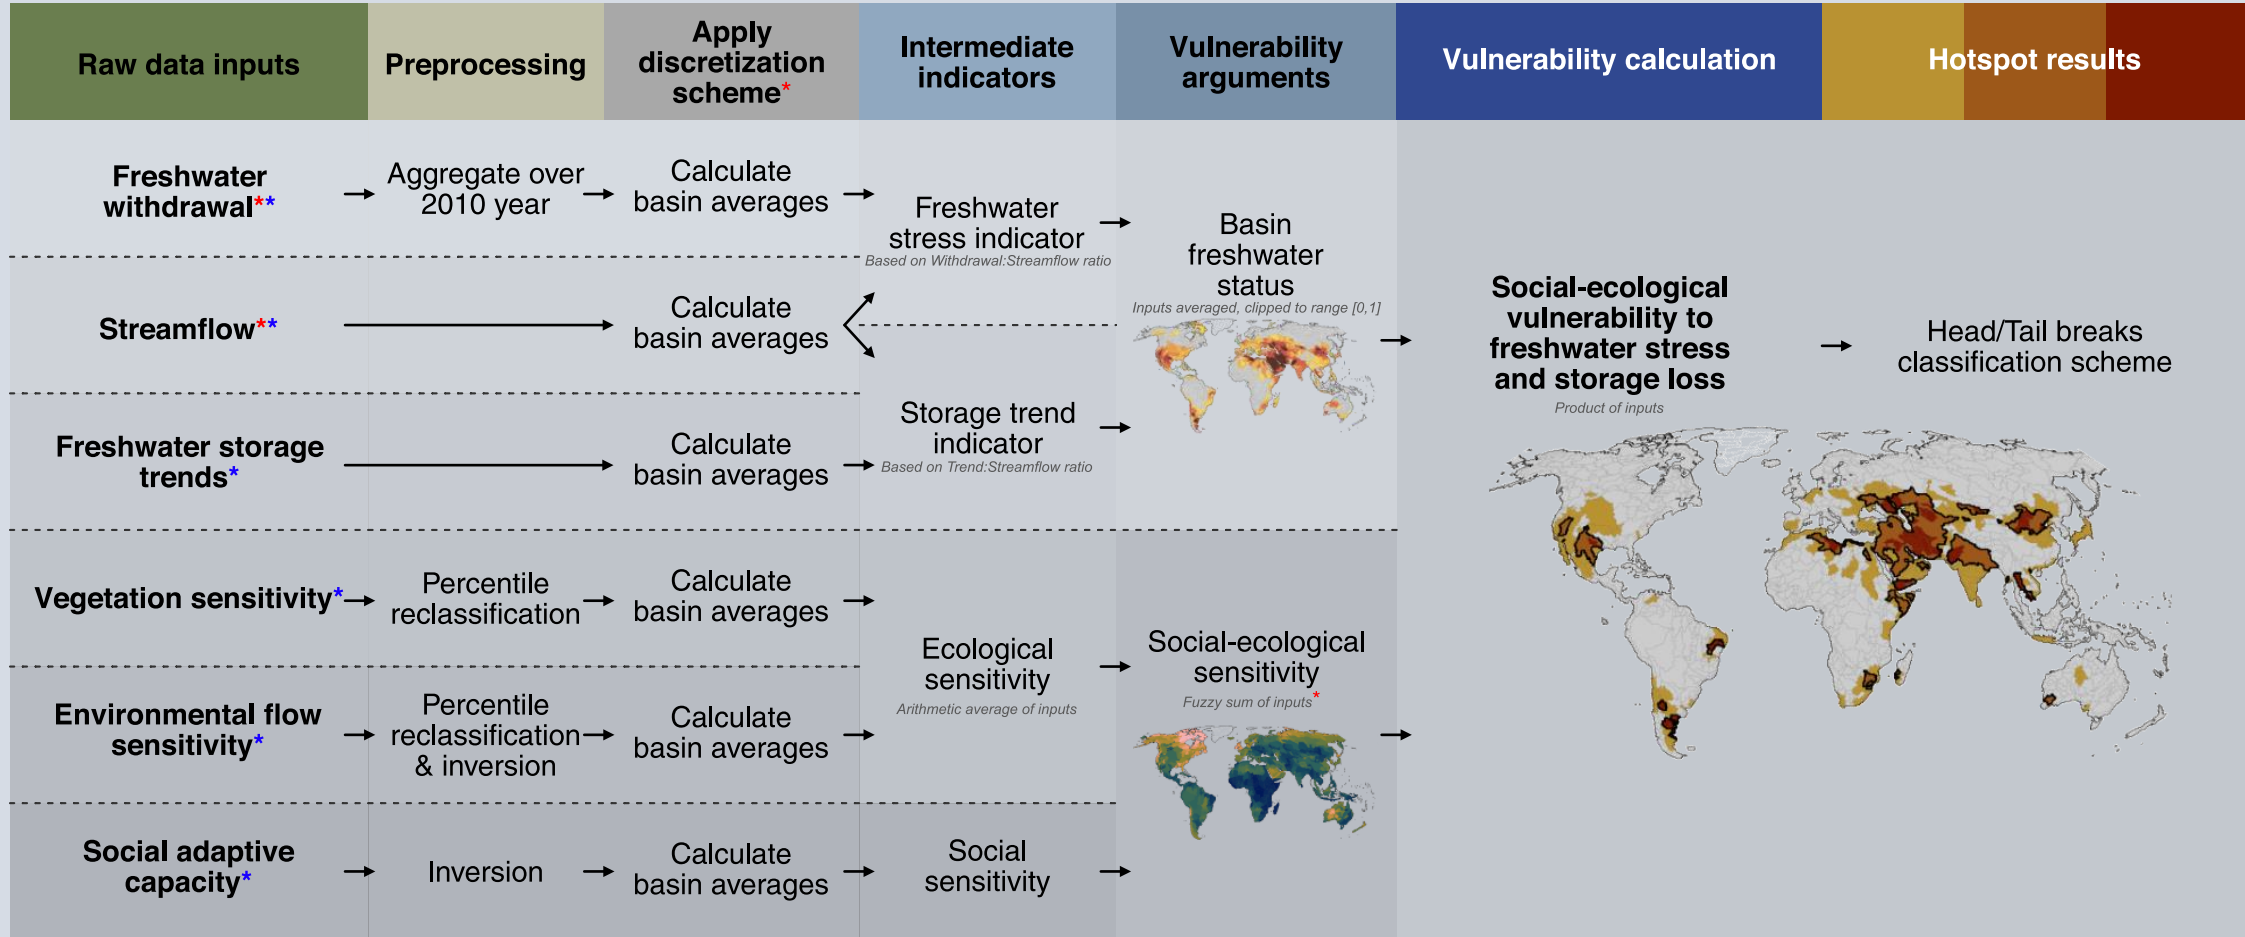 Raw data inputs
Preprocessing
Apply
discretization
scheme*
Intermediate
indicators
Vulnerability
arguments
Vulnerability calculation
Hotspot results
Freshwater
withdrawal**
Aggregate over
2010 year
Calculate
basin averages
Freshwater
stress indicator
Based on Withdrawal:Streamflow ratio
Basin
freshwater
status
Inputs averaged, clipped to range [0,1]
Streamflow**
Calculate
basin averages
Freshwater storage
trends*
Calculate
basin averages
Storage trend
indicator
Based on Trend:Streamflow ratio
Social-ecological
vulnerability to
freshwater stress
and storage loss
Product of inputs
Head/Tail breaks
classification scheme
Vegetation sensitivity*
Percentile
reclassification
Calculate
basin averages
Ecological
sensitivity
Arithmetic average of inputs
Social-ecological
sensitivity
Fuzzy sum of inputs*
Environmental flow
sensitivity*
Percentile
reclassification
& inversion
Calculate
basin averages
Social adaptive
capacity*
Inversion
Calculate
basin averages
Social
sensitivity